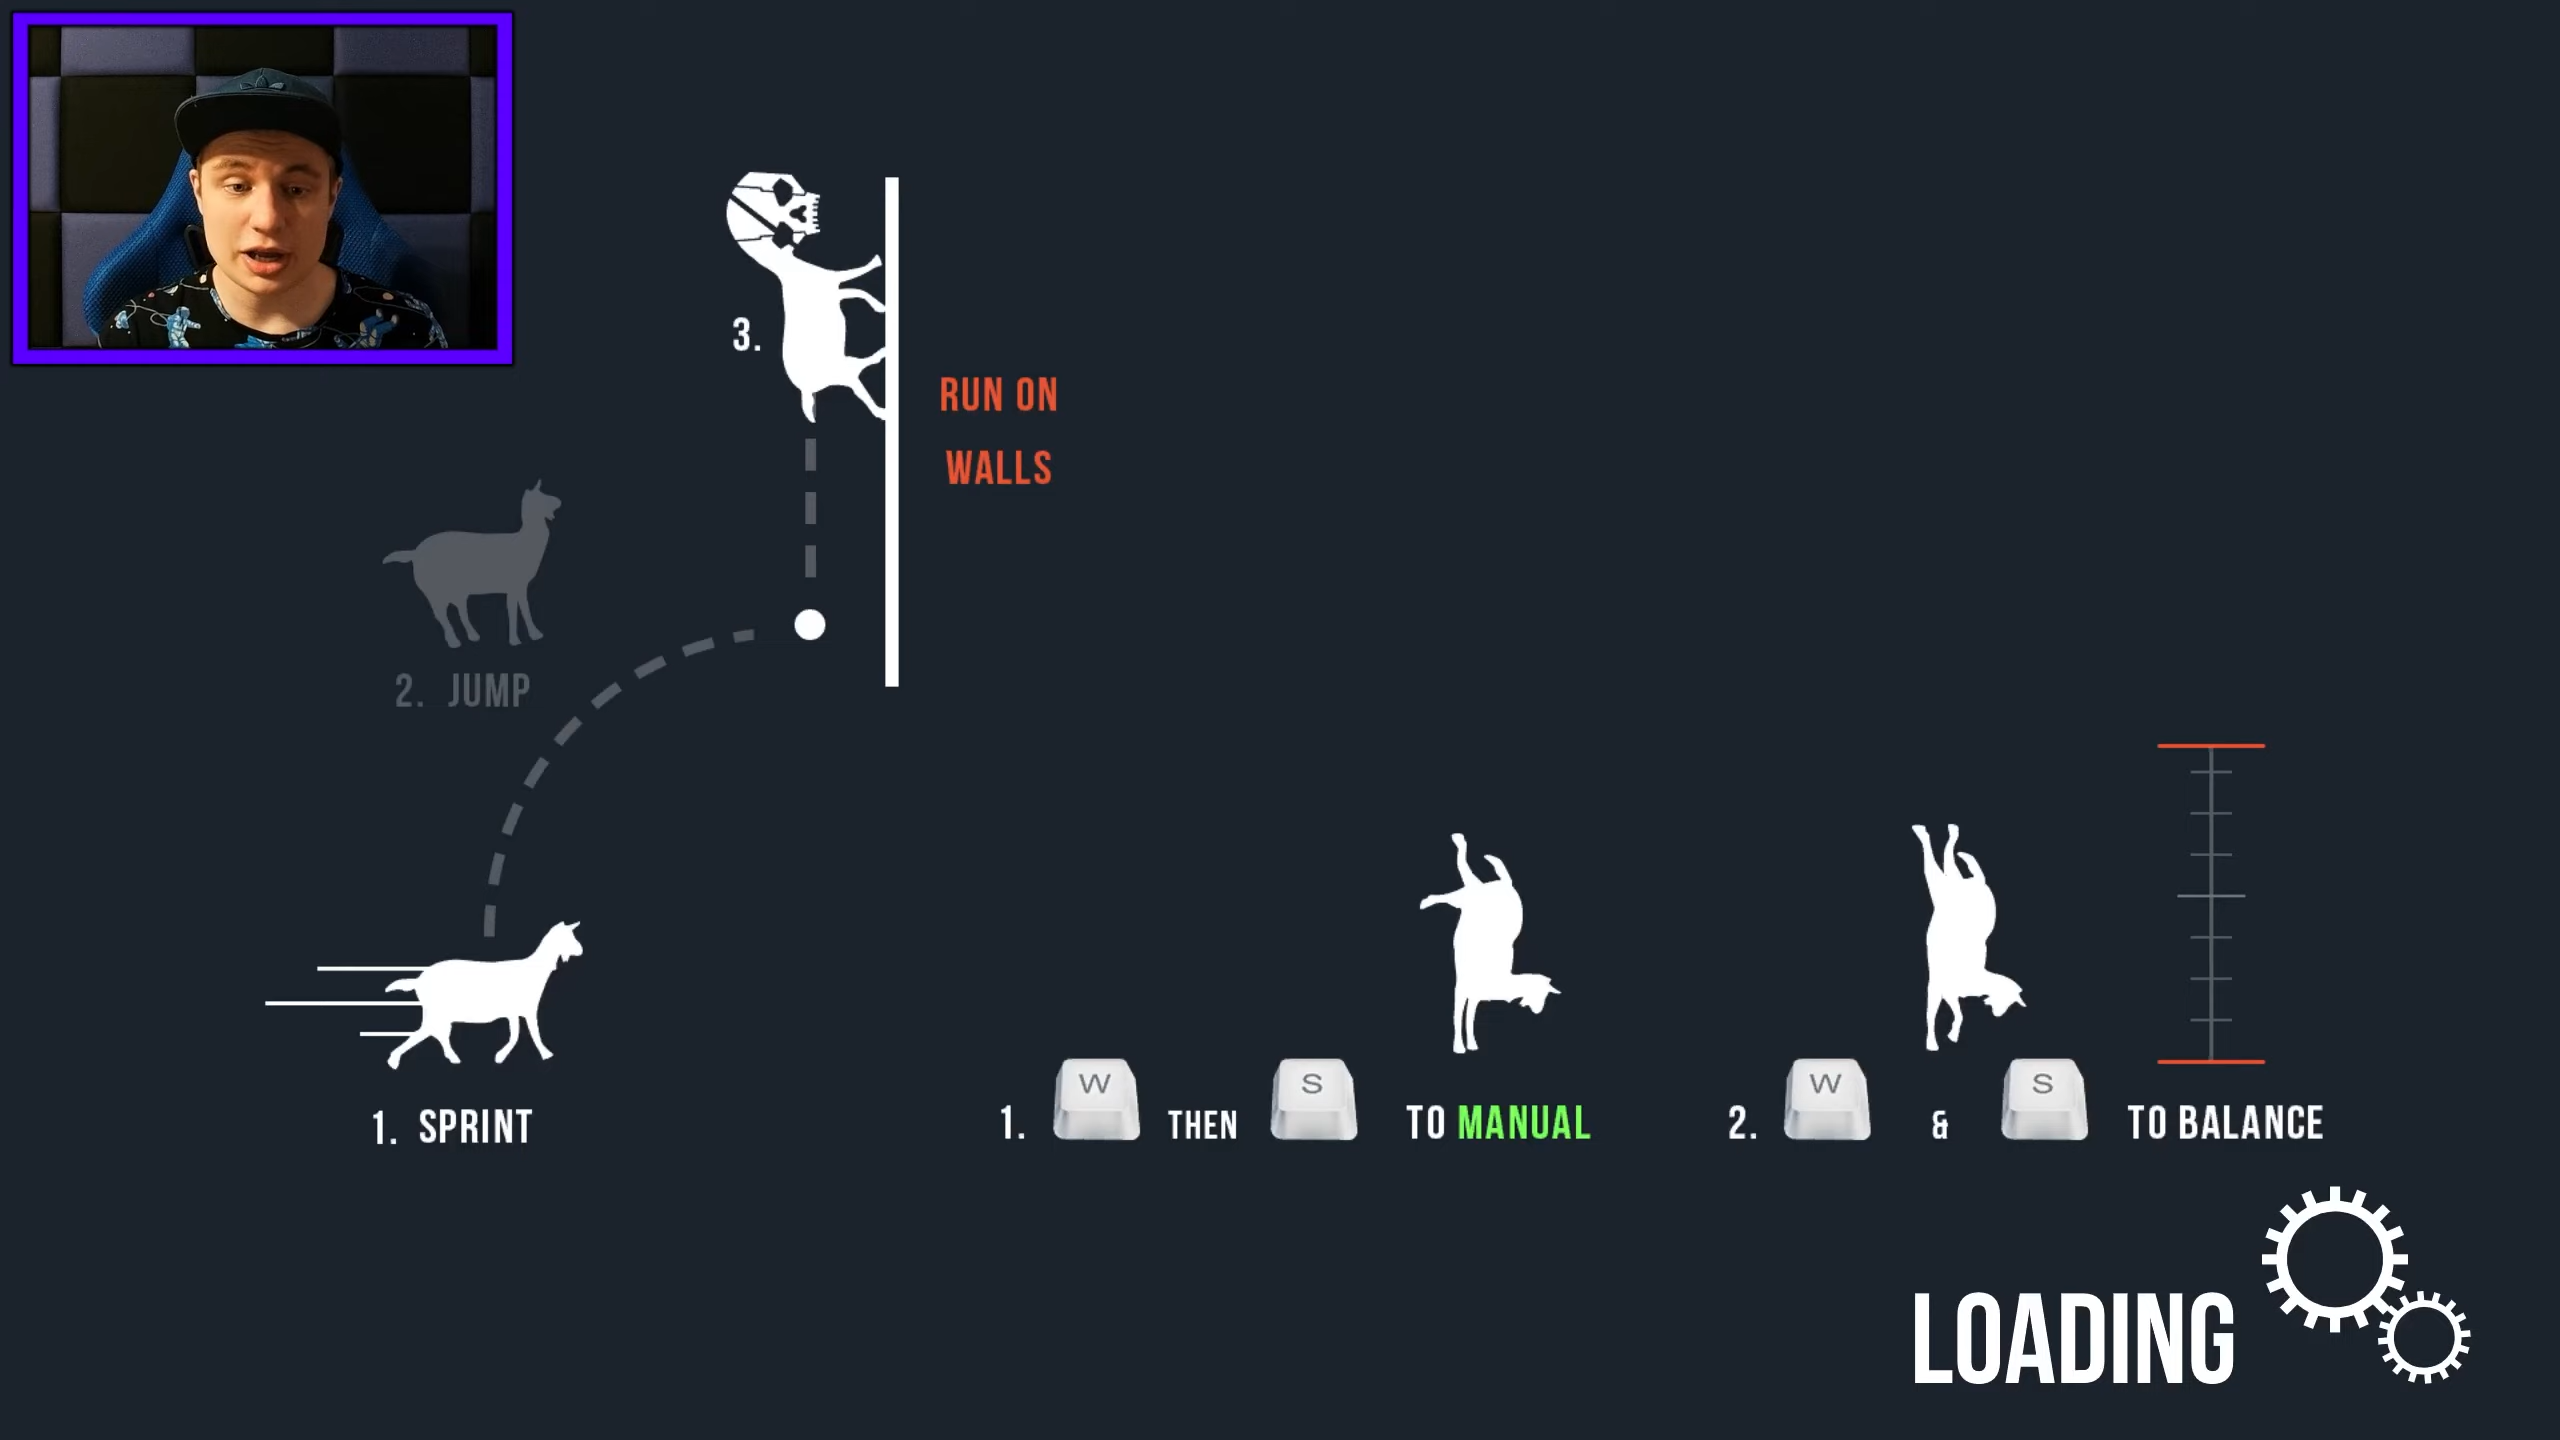 3.
RUN ON
WALLS
2. JUMP
1. SPRINT
1. W THEN S TO MANUAL
2. W & S TO BALANCE
LOADING